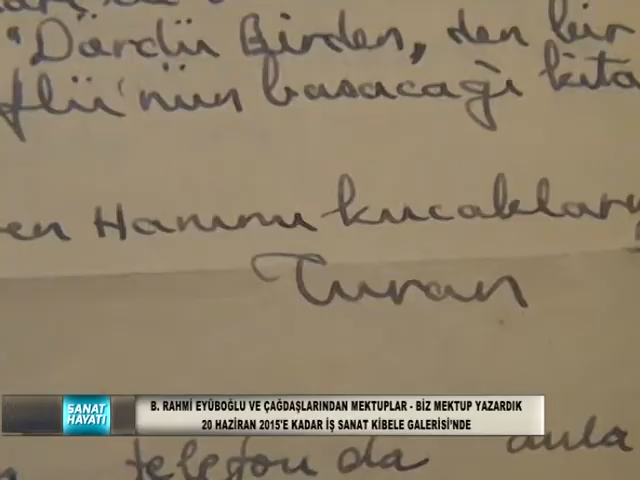 "Dördü Birden, den bir
flü'nün basacağı kita
en Hanımı kucaklarım
Turan
SANAT HAYATI
B. RAHMİ EYÜBOĞLU VE ÇAĞDAŞLARINDAN MEKTUPLAR - BİZ MEKTUP YAZARDIK
20 HAZİRAN 2015'E KADAR İŞ SANAT KİBELE GALERİSİ'NDE
telefonda